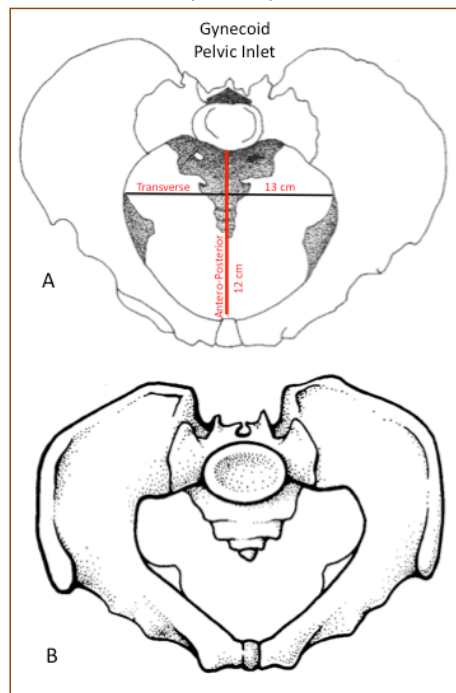 Gynecoid
Pelvic Inlet
Transverse 13 cm
Antero-Posterior
12 cm
A
B